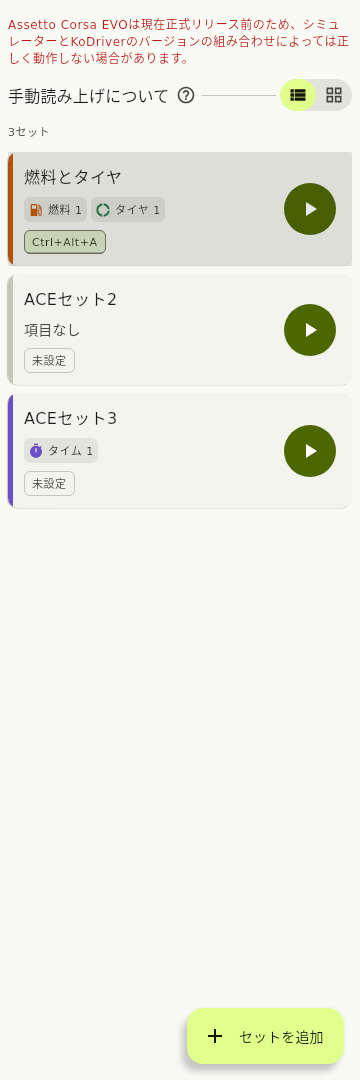 Assetto Corsa EVOは現在正式リリース前のため、シミュ
レーターとKoDriverのバージョンの組み合わせによっては正
しく動作しない場合があります。
手動読み上げについて
3セット
燃料とタイヤ
燃料 1 タイヤ 1
Ctrl+Alt+A
ACEセット2
項目なし
未設定
ACEセット3
タイム 1
未設定
セットを追加